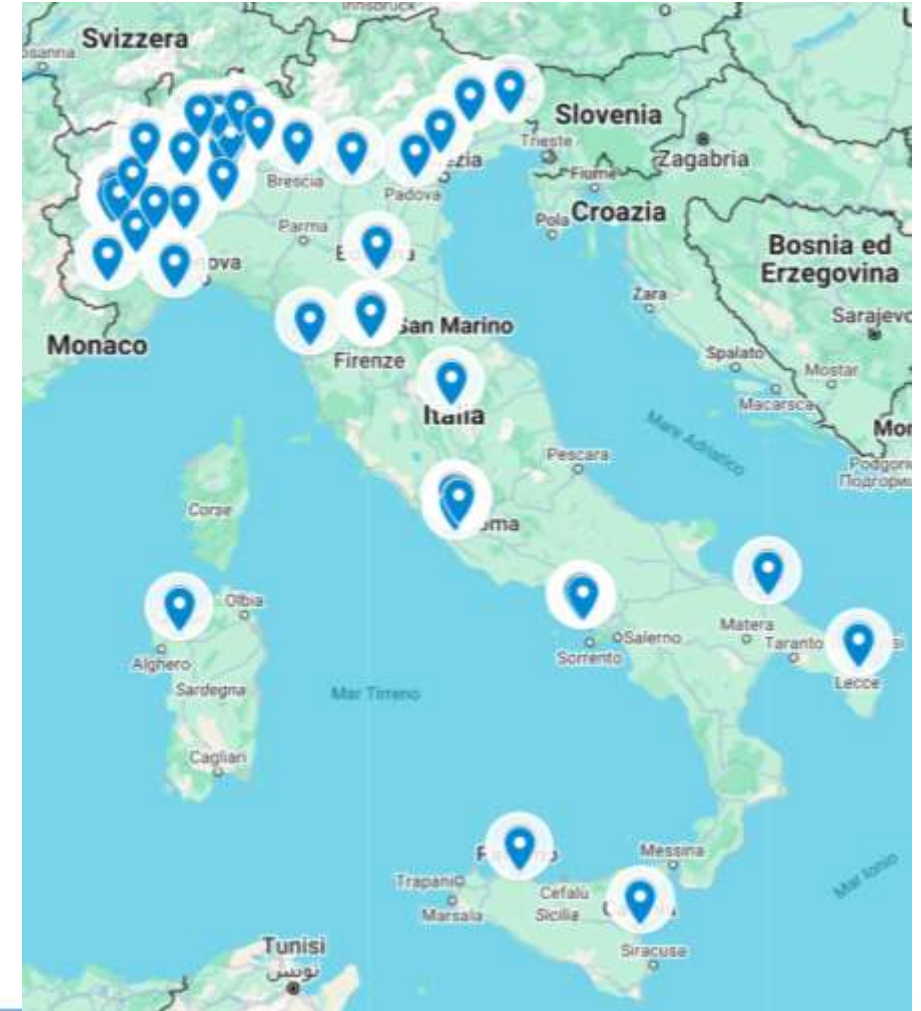 Innsbruck
Svizzera
Slovenia
Trieste
Zagabria
Fiume
Brescia
Padova
Pola
Croazia
Parma
Bosnia ed
Erzegovina
Zara
Sarajevo
San Marino
Monaco
Firenze
Spalato
Mostar
Italia
Macarsca
Mare Adriatico
Pescara
Corse
Olbia
Matera
Salerno
Taranto
Sorrento
Alghero
Sardegna
Mar Tirreno
Lecce
Cagliari
Messina
Mar Ionio
Trapani
Cefalù
Marsala
Sicilia
Siracusa
Tunisi
تونس